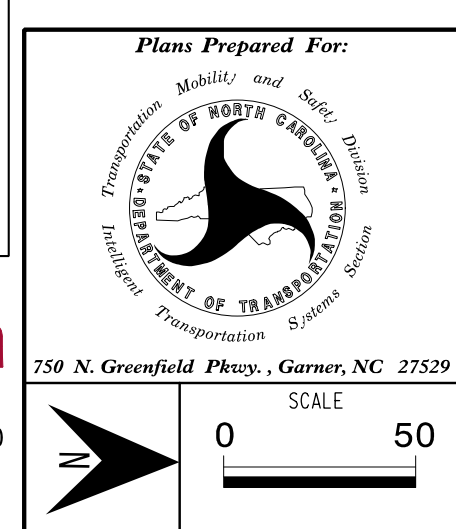 Plans Prepared For:
Transportation Mobility and Safety Division
STATE OF NORTH CAROLINA
DEPARTMENT OF TRANSPORTATION
Intelligent Transportation Systems Section
750 N. Greenfield Pkwy., Garner, NC 27529
SCALE
0 50
N